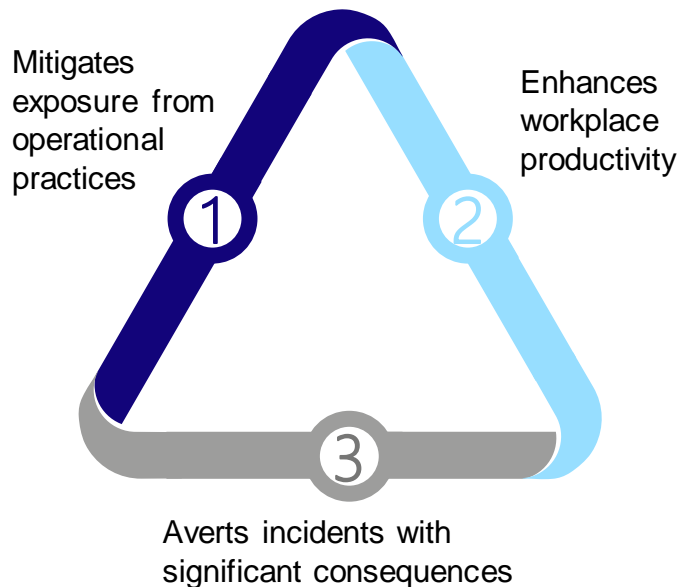 Mitigates
exposure from
operational
practices
1
Enhances
workplace
productivity
2
3
Averts incidents with
significant consequences